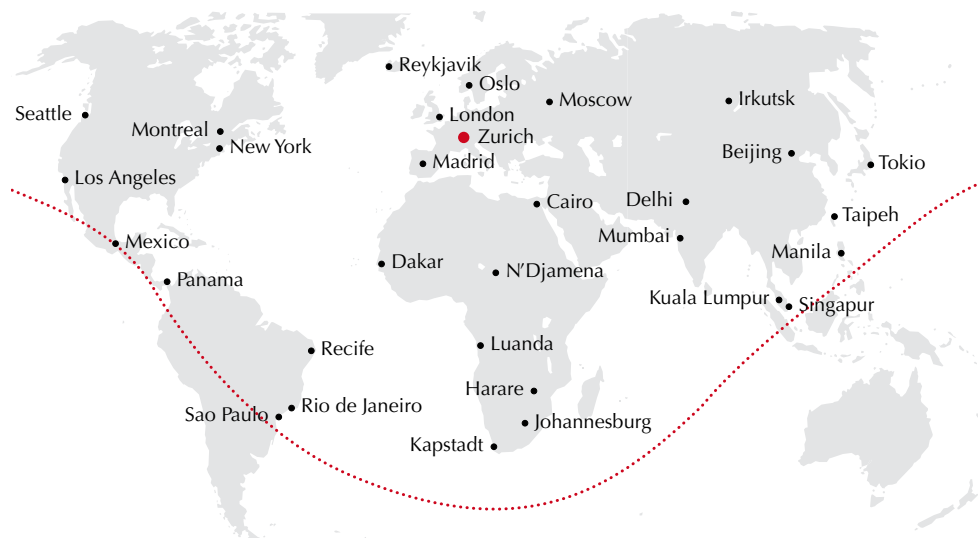 Reykjavik
Oslo
Seattle
London
Moscow
Irkutsk
Montreal
Zurich
New York
Madrid
Beijing
Tokio
Los Angeles
Cairo
Delhi
Taipeh
Mexico
Mumbai
Manila
Dakar
N’Djamena
Panama
Kuala Lumpur
Singapur
Recife
Luanda
Harare
Sao Paulo
Rio de Janeiro
Johannesburg
Kapstadt